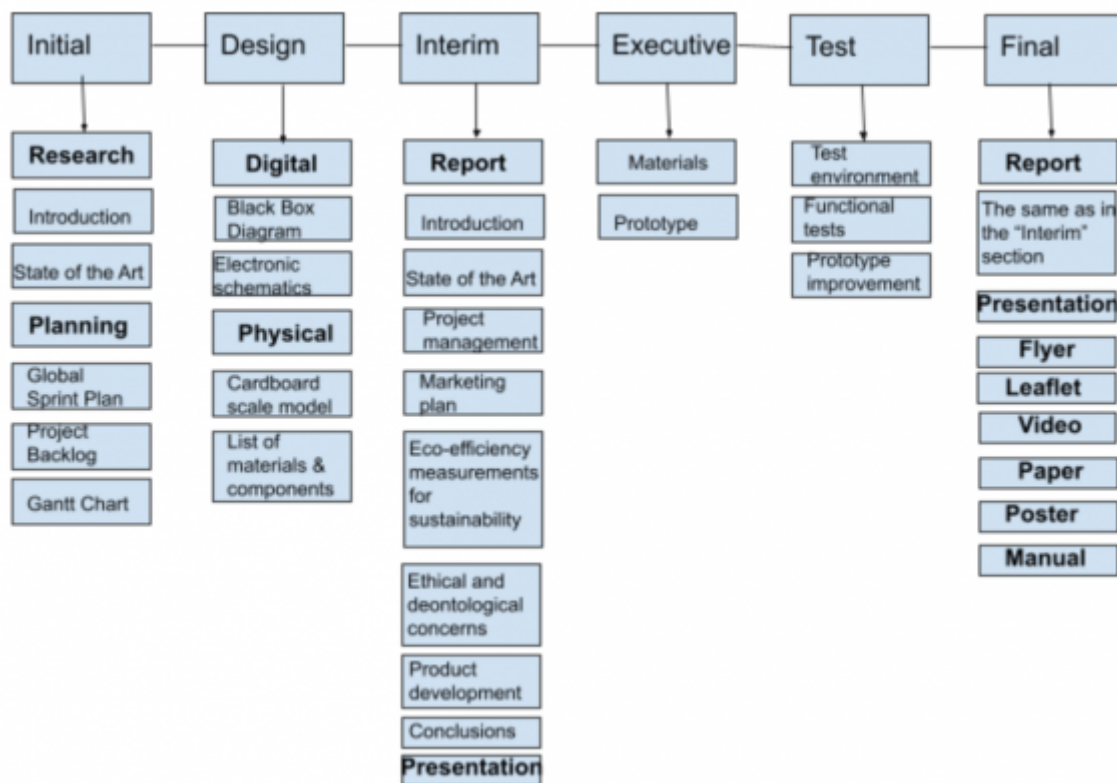 Initial
Design
Interim
Executive
Test
Final
Research
Introduction
State of the Art
Planning
Global
Sprint Plan
Project
Backlog
Gantt Chart
Digital
Black Box
Diagram
Electronic
schematics
Physical
Cardboard
scale model
List of
materials &
components
Report
Introduction
State of the Art
Project
management
Marketing
plan
Eco-efficiency
measurements
for
sustainability
Ethical and
deontological
concerns
Product
development
Conclusions
Presentation
Materials
Prototype
Test
environment
Functional
tests
Prototype
improvement
Report
The same as in
the “Interim”
section
Presentation
Flyer
Leaflet
Video
Paper
Poster
Manual